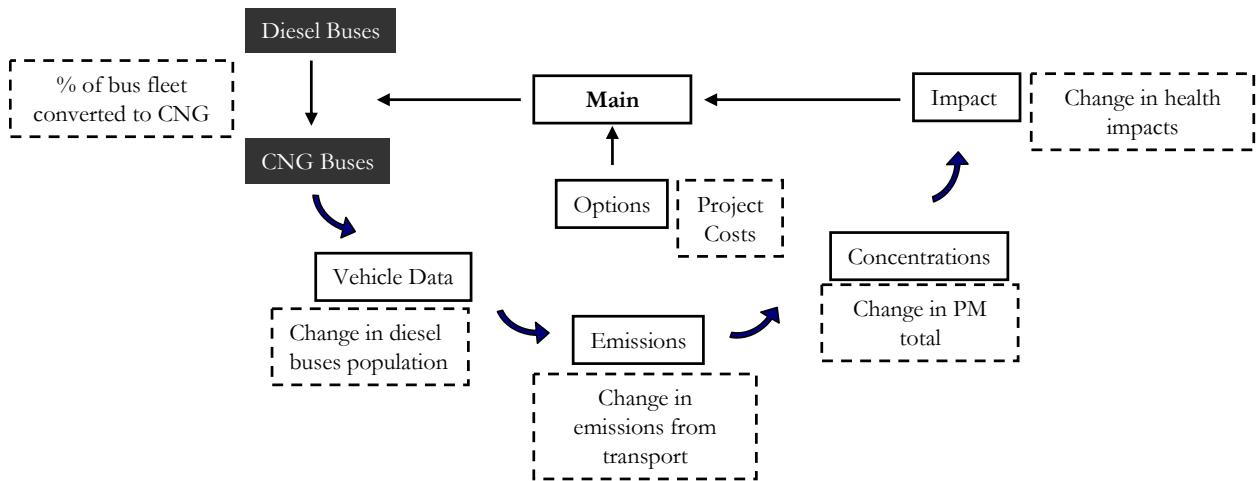 Diesel Buses
% of bus fleet
converted to CNG
Main
Impact
Change in health
impacts
CNG Buses
Options
Project
Costs
Concentrations
Change in PM
total
Vehicle Data
Change in diesel
buses population
Emissions
Change in
emissions from
transport